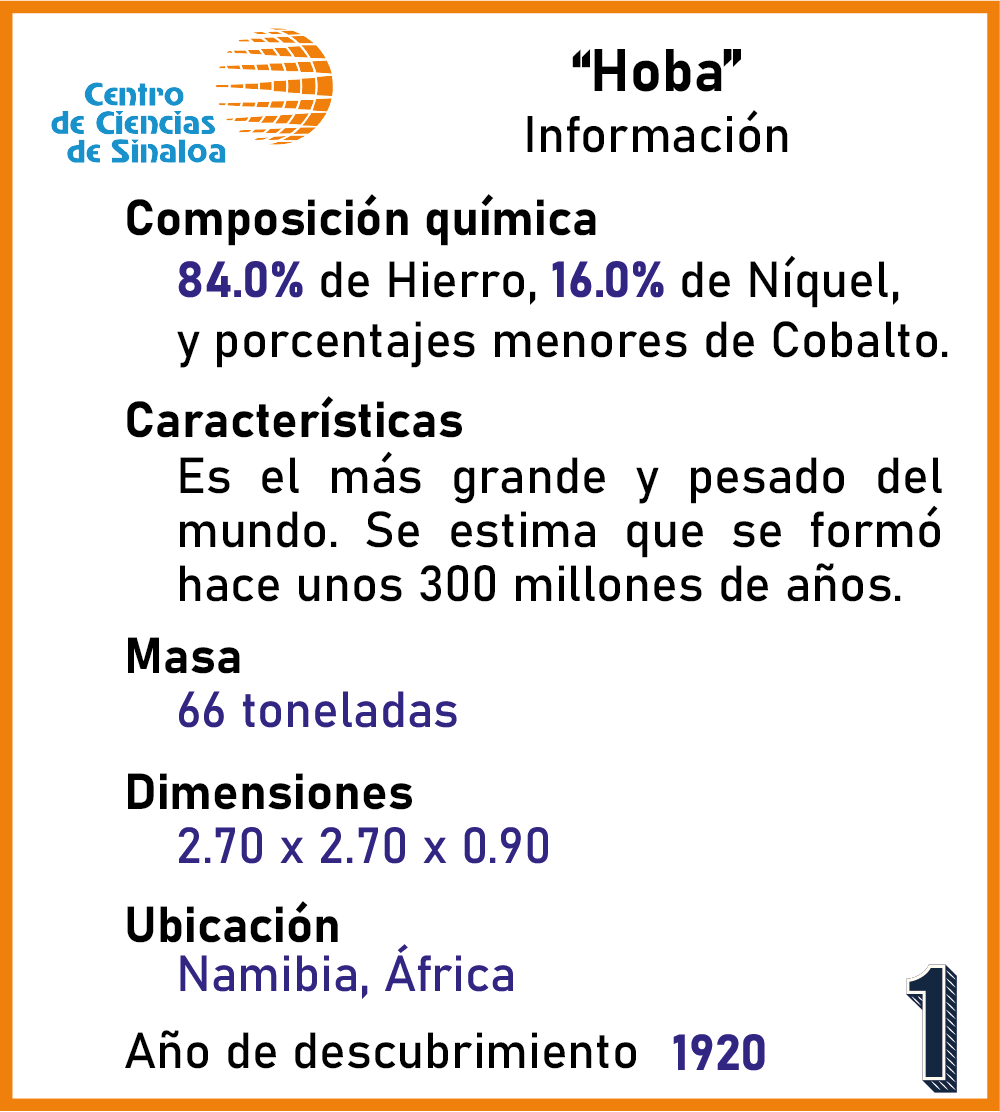 Centro
de Ciencias
de Sinaloa
“Hoba”
Información
Composición química
84.0% de Hierro, 16.0% de Níquel,
y porcentajes menores de Cobalto.
Características
Es el más grande y pesado del
mundo. Se estima que se formó
hace unos 300 millones de años.
Masa
66 toneladas
Dimensiones
2.70 x 2.70 x 0.90
Ubicación
Namibia, África
Año de descubrimiento 1920
1